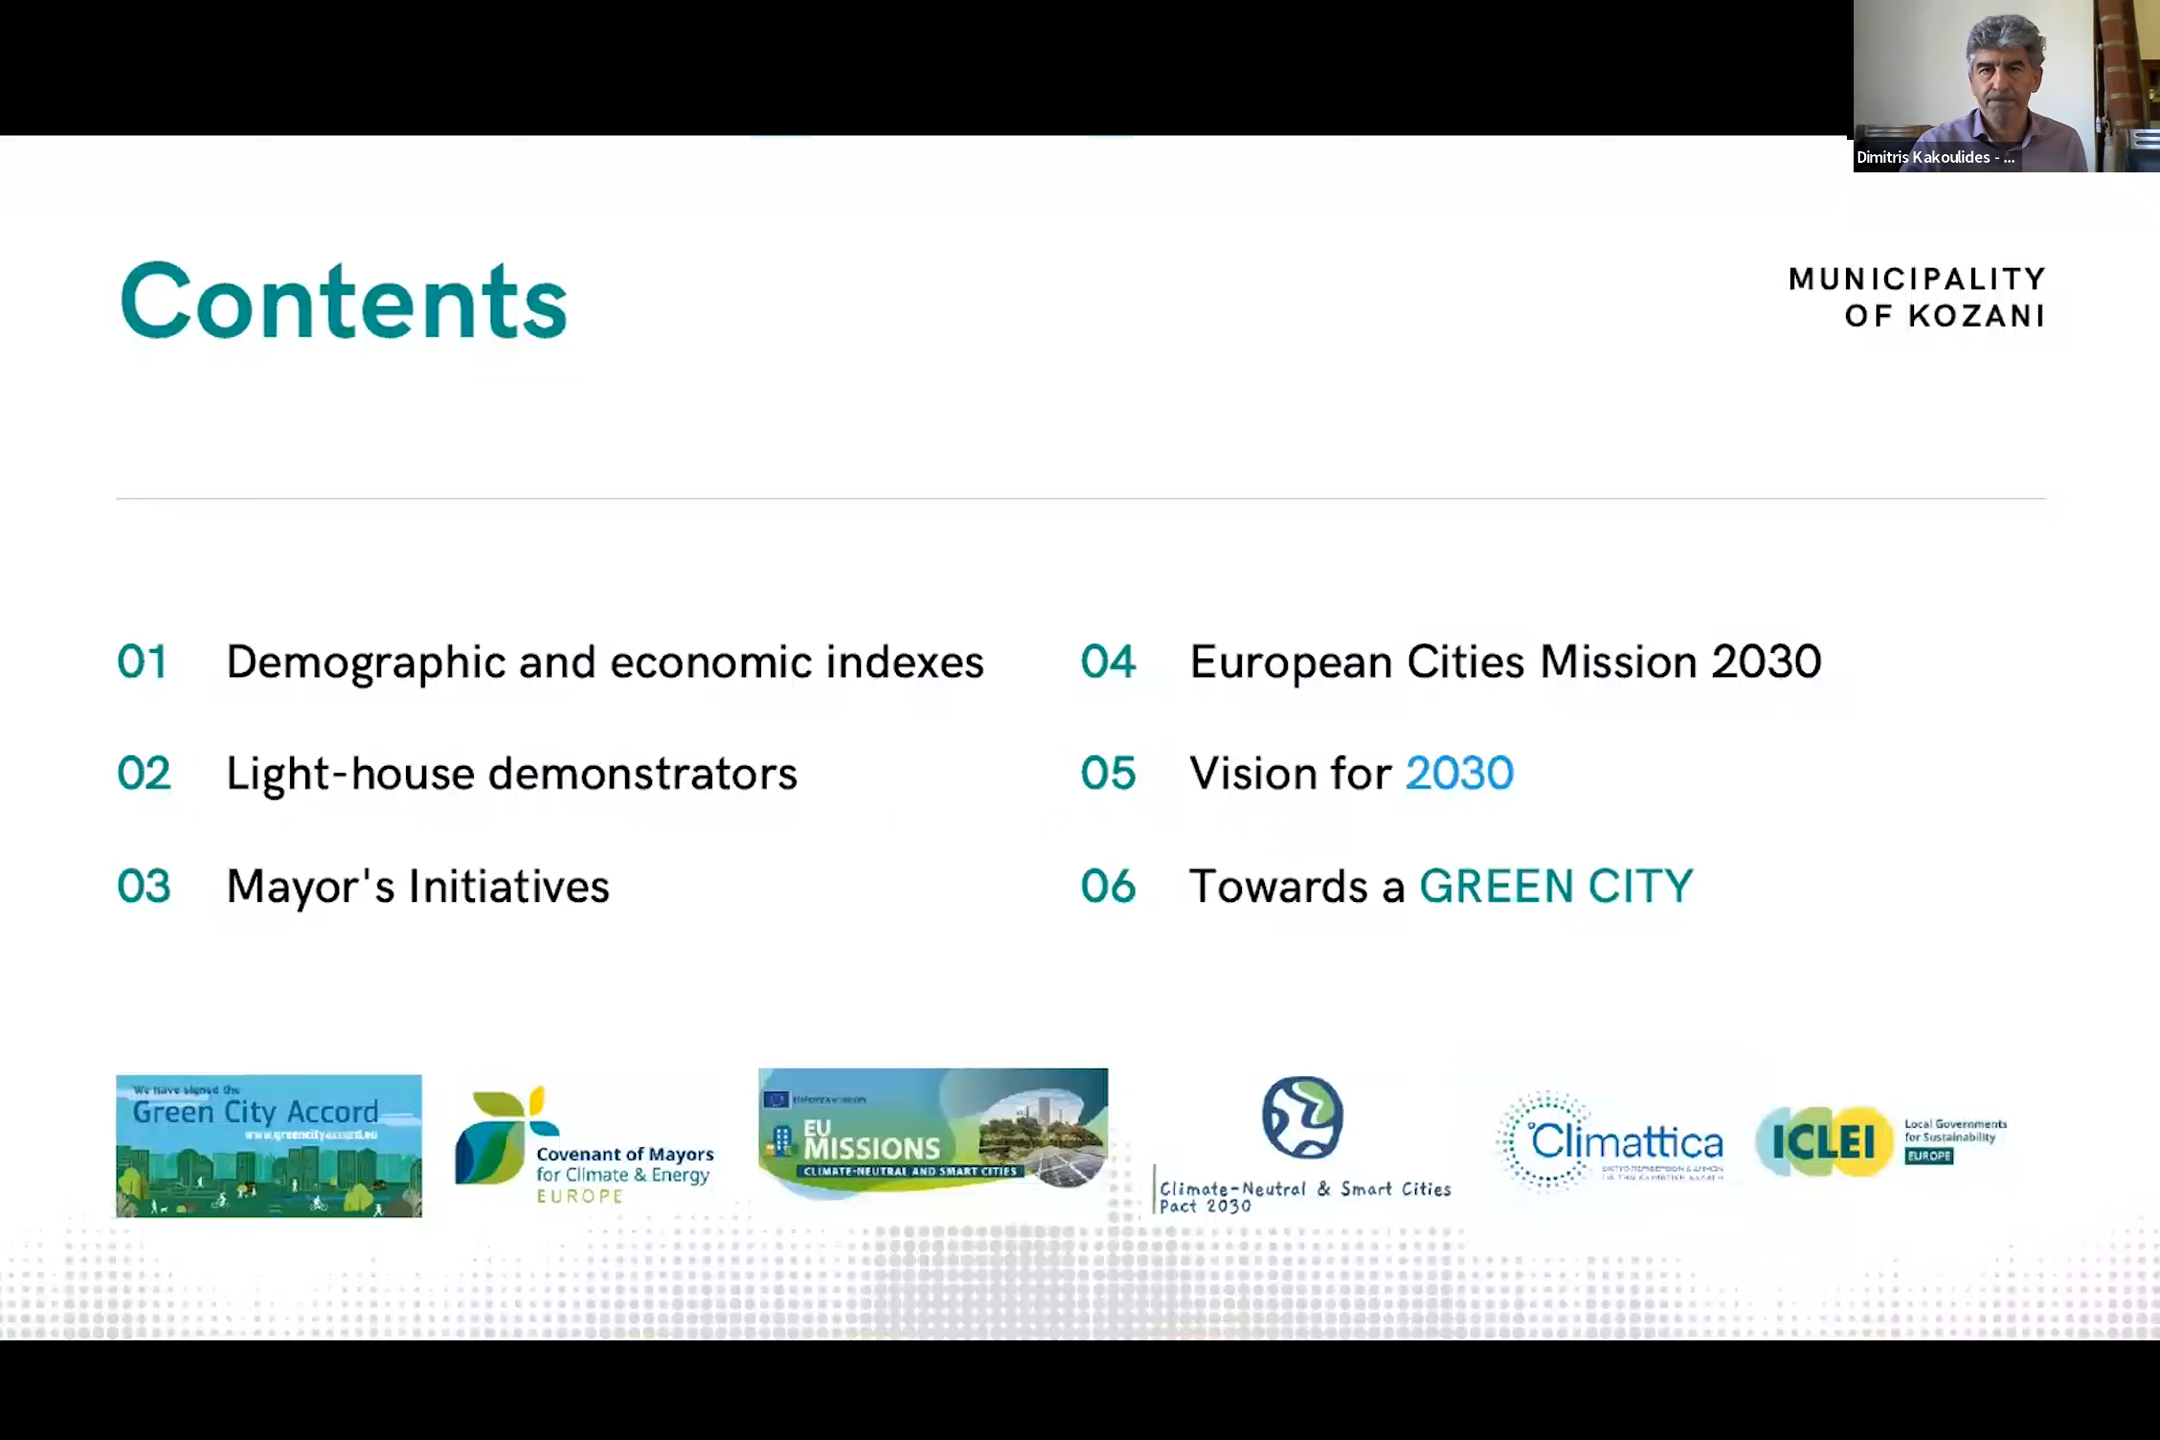 Dimitris Kakoulides - ...
Contents
MUNICIPALITY
OF KOZANI
01 Demographic and economic indexes
02 Light-house demonstrators
03 Mayor's Initiatives
04 European Cities Mission 2030
05 Vision for 2030
06 Towards a GREEN CITY
We have signed the
Green City Accord
www.greencityaccord.eu
Covenant of Mayors
for Climate & Energy
EUROPE
EUROPEAN UNION
EU
MISSIONS
CLIMATE-NEUTRAL AND SMART CITIES
Climate-Neutral & Smart Cities
Pact 2030
Climattica
ICLEI
Local Governments
for Sustainability
EUROPE